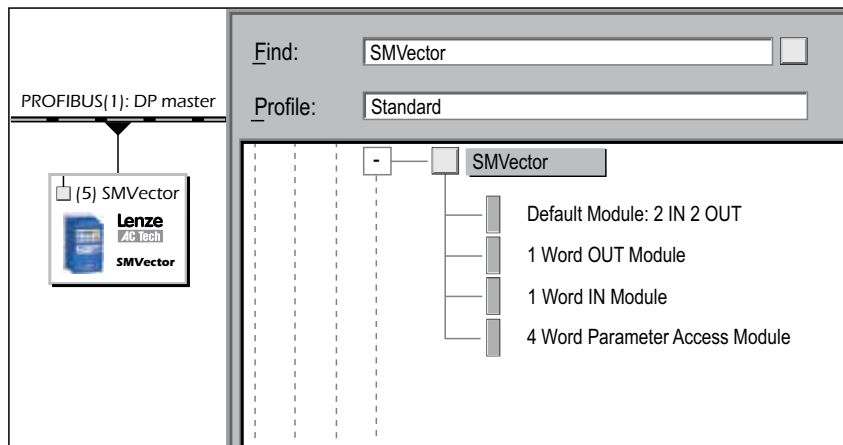 PROFIBUS(1): DP master
(5) SMVector
Lenze
AC Tech
SMVector
Find:
SMVector
Profile:
Standard
-
SMVector
Default Module: 2 IN 2 OUT
1 Word OUT Module
1 Word IN Module
4 Word Parameter Access Module